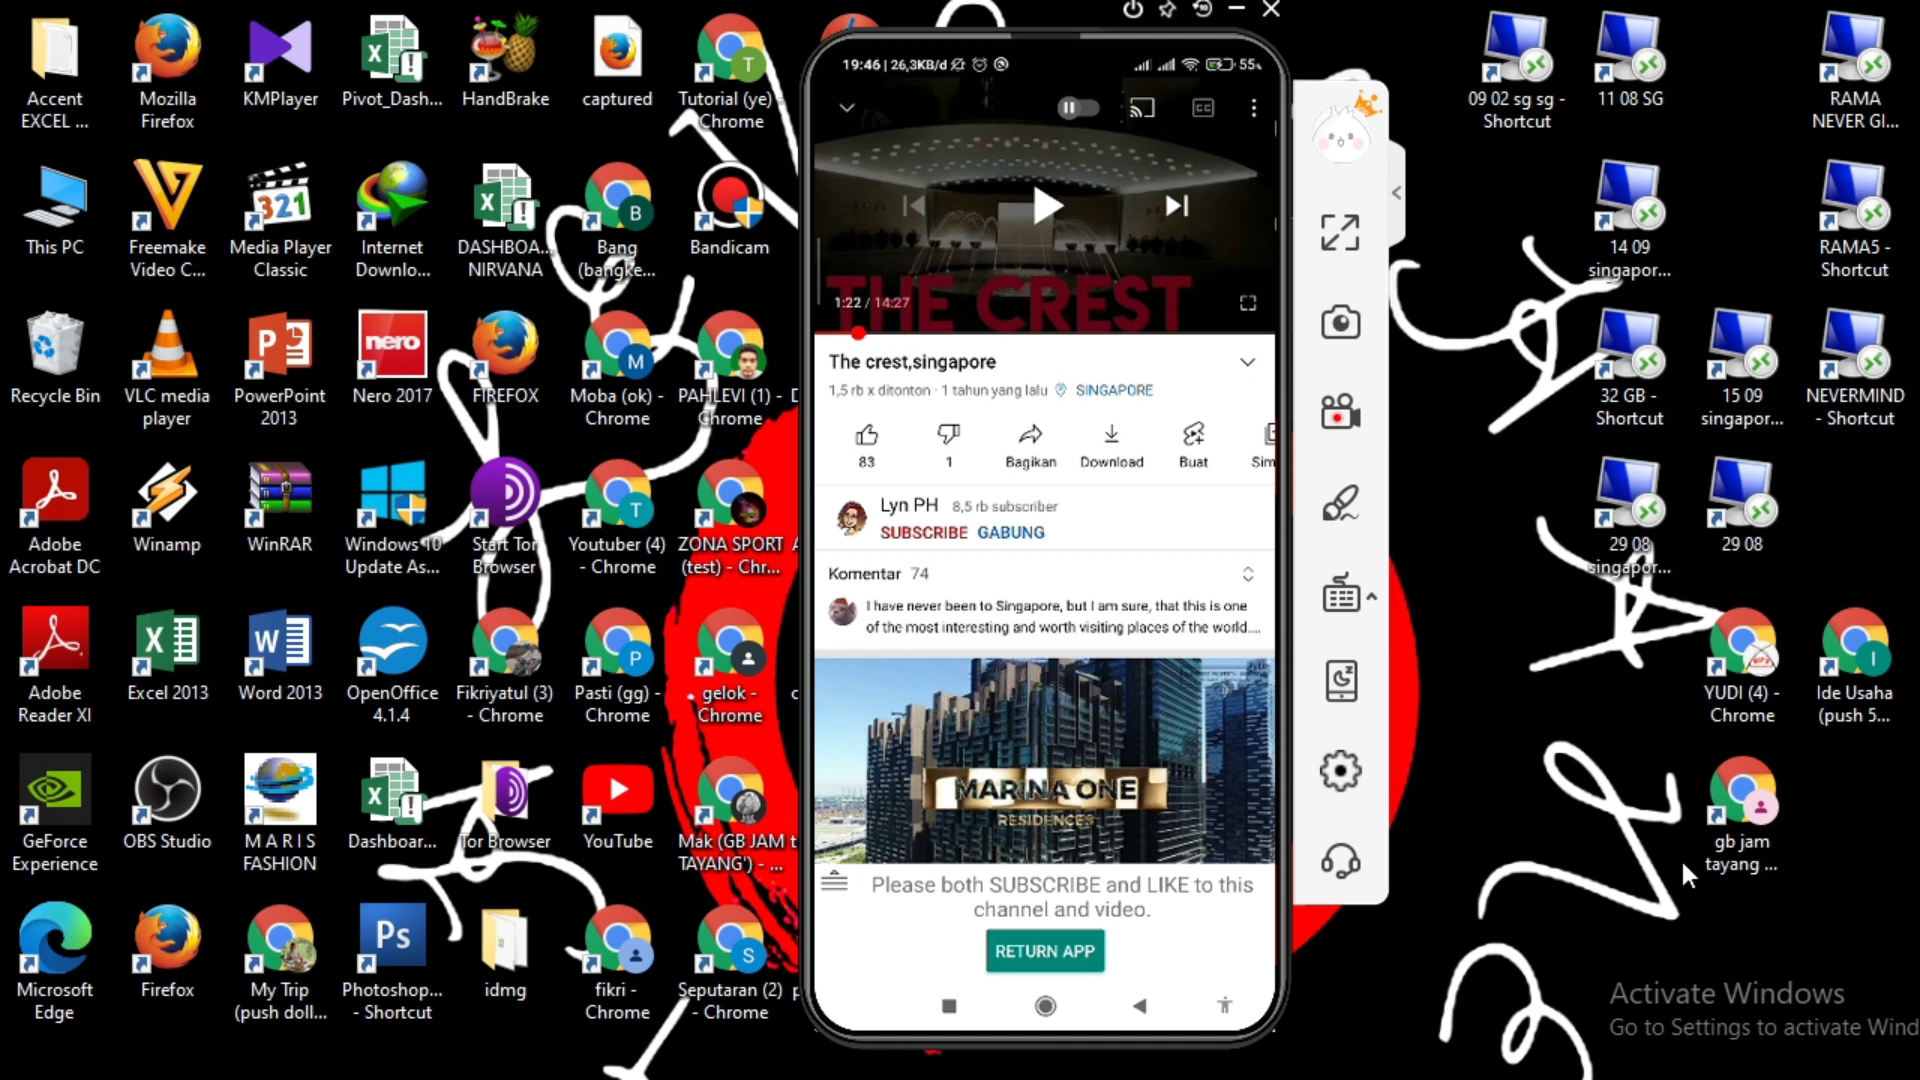 Accent
EXCEL ...
Mozilla
Firefox
KMPlayer
Pivot_Dash...
HandBrake
captured
Tutorial (ye) -
Chrome
This PC
Freemake
Video C...
Media Player
Classic
Internet
Downlo...
DASHBOA...
NIRVANA
Bang
(bangke...
Bandicam
Recycle Bin
VLC media
player
PowerPoint
2013
nero
Nero 2017
FIREFOX
Moba (ok) -
Chrome
PAHLEVI (1) -
Chrome
Adobe
Acrobat DC
Winamp
WinRAR
Windows 10
Update As...
Start Tor
Browser
Youtuber (4)
- Chrome
ZONA SPORT
(test) - Chr...
Adobe
Reader XI
Excel 2013
Word 2013
OpenOffice
4.1.4
Fikriyatul (3)
- Chrome
Pasti (gg) -
Chrome
gelok -
Chrome
GeForce
Experience
OBS Studio
M A R I S
FASHION
Dashboar...
Tor Browser
YouTube
Mak (GB JAM t
TAYANG') - ...
Microsoft
Edge
Firefox
My Trip
(push doll...
Photoshop...
- Shortcut
idmg
fikri -
Chrome
Seputaran (2)
- Chrome
19:46 | 26,3KB/d
55%
CC
THE CREST
1:22 / 14:27
The crest,singapore
1,5 rb x ditonton · 1 tahun yang lalu SINGAPORE
83
1
Bagikan
Download
Buat
Sim
Lyn PH 8,5 rb subscriber
SUBSCRIBE GABUNG
Komentar 74
I have never been to Singapore, but I am sure, that this is one
of the most interesting and worth visiting places of the world....
MARINA ONE
RESIDENCES
Please both SUBSCRIBE and LIKE to this
channel and video.
RETURN APP
09 02 sg sg -
Shortcut
11 08 SG
RAMA
NEVER GI...
14 09
singapor...
RAMA5 -
Shortcut
32 GB -
Shortcut
15 09
singapor...
NEVERMIND
- Shortcut
29 08
singapor...
29 08
YUDI (4) -
Chrome
Ide Usaha
(push 5...
gb jam
tayang ...
Activate Windows
Go to Settings to activate Wind